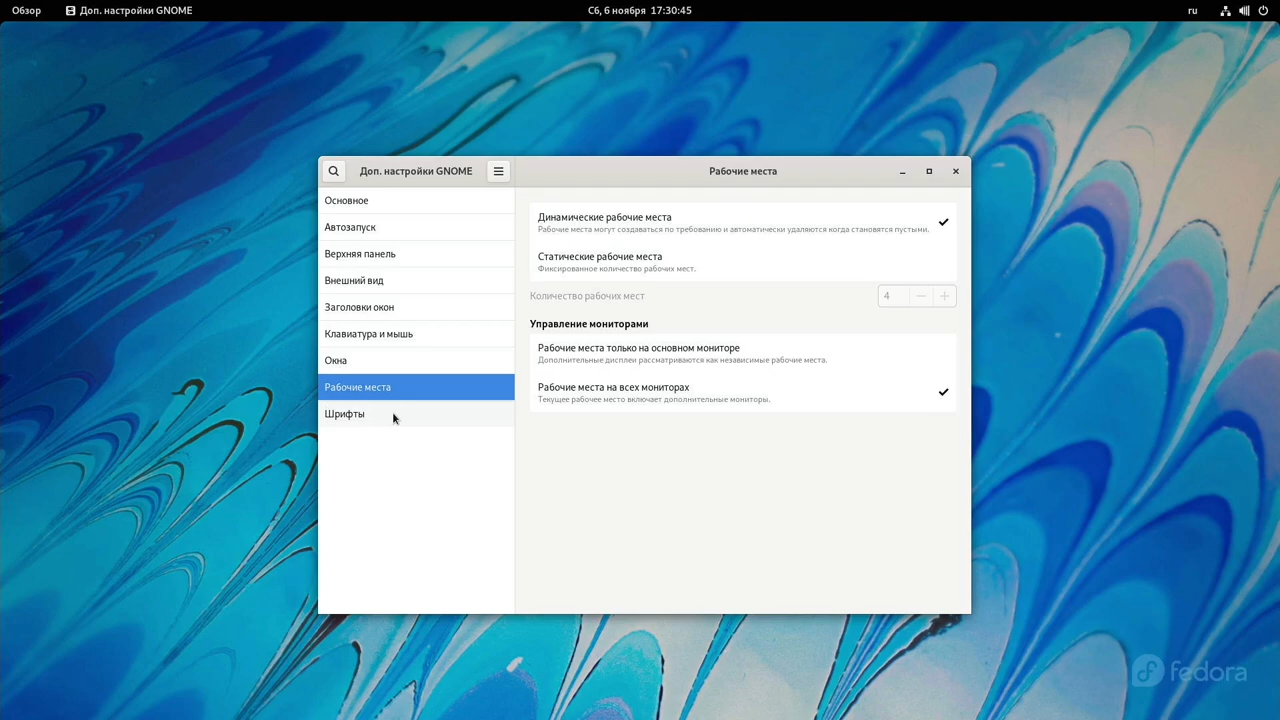 Обзор
Доп. настройки GNOME
Сб, 6 ноября 17:30:45
ru
Доп. настройки GNOME
Рабочие места
Основное
Автозапуск
Верхняя панель
Внешний вид
Заголовки окон
Клавиатура и мышь
Окна
Рабочие места
Шрифты
Динамические рабочие места
Рабочие места могут создаваться по требованию и автоматически удаляются когда становятся пустыми.
Статические рабочие места
Фиксированное количество рабочих мест.
Количество рабочих мест
4
Управление мониторами
Рабочие места только на основном мониторе
Дополнительные дисплеи рассматриваются как независимые рабочие места.
Рабочие места на всех мониторах
Текущее рабочее место включает дополнительные мониторы.
fedora